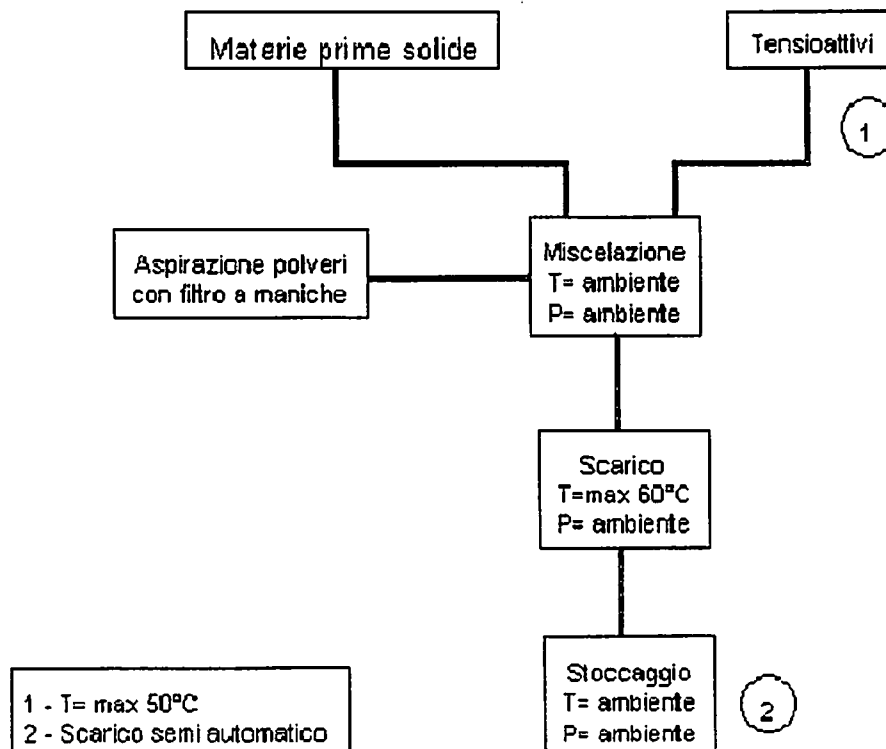 Materie prime solide
Tensioattivi
1
Miscelazione
T= ambiente
P= ambiente
Aspirazione polveri
con filtro a maniche
Scarico
T=max 60°C
P= ambiente
Stoccaggio
T= ambiente
P= ambiente
2
1 - T= max 50°C
2 - Scarico semi automatico